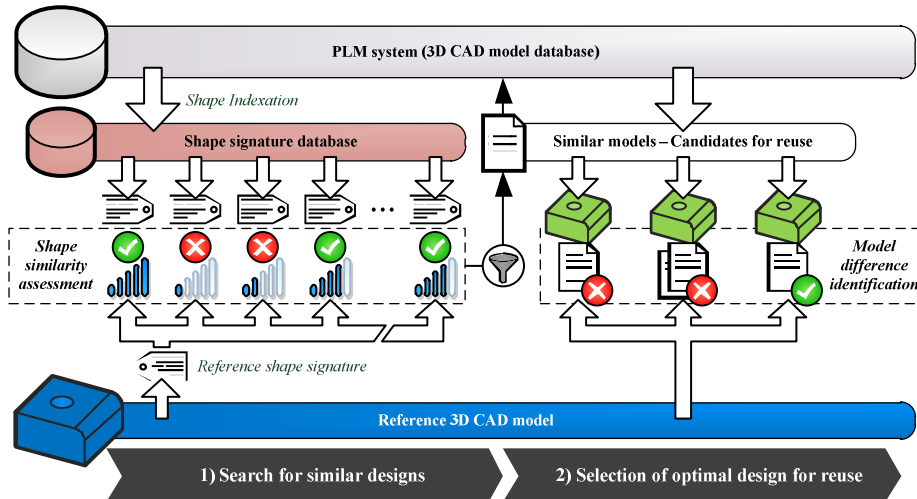 PLM system (3D CAD model database)
Shape Indexation
Shape signature database
Similar models – Candidates for reuse
...
Shape
similarity
assessment
Model
difference
identification
Reference shape signature
Reference 3D CAD model
1) Search for similar designs
2) Selection of optimal design for reuse